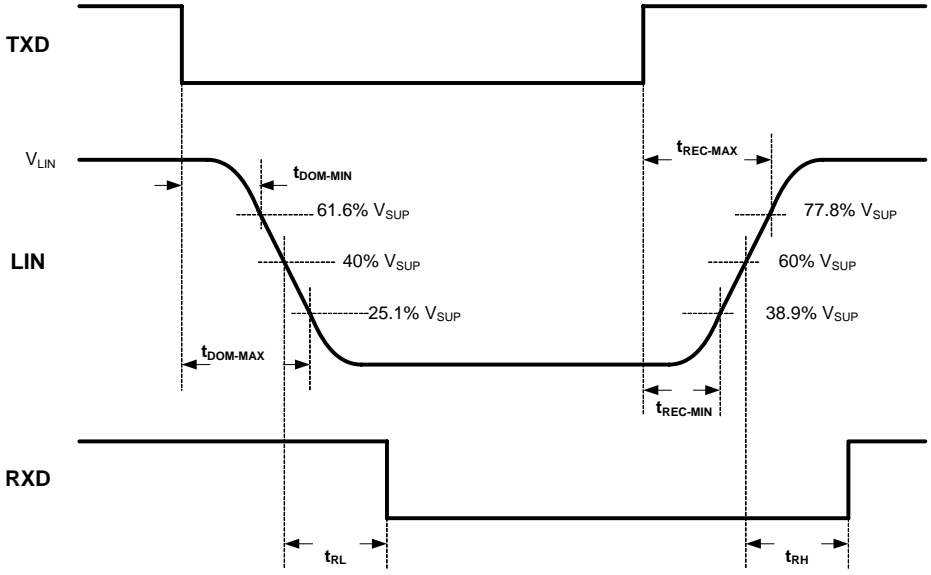 TXD
V_LIN
t_REC-MAX
t_DOM-MIN
61.6% V_SUP
77.8% V_SUP
LIN
40% V_SUP
60% V_SUP
25.1% V_SUP
38.9% V_SUP
t_DOM-MAX
t_REC-MIN
RXD
t_RL
t_RH